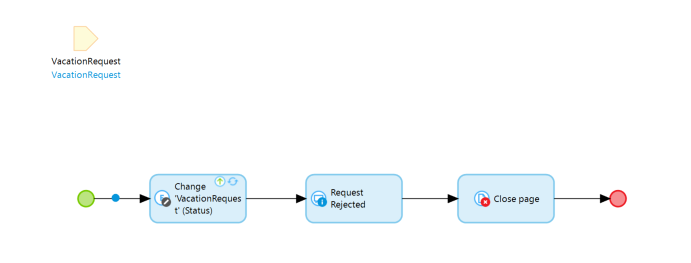 VacationRequest
VacationRequest
Change
'VacationReques
t' (Status)
Request
Rejected
Close page